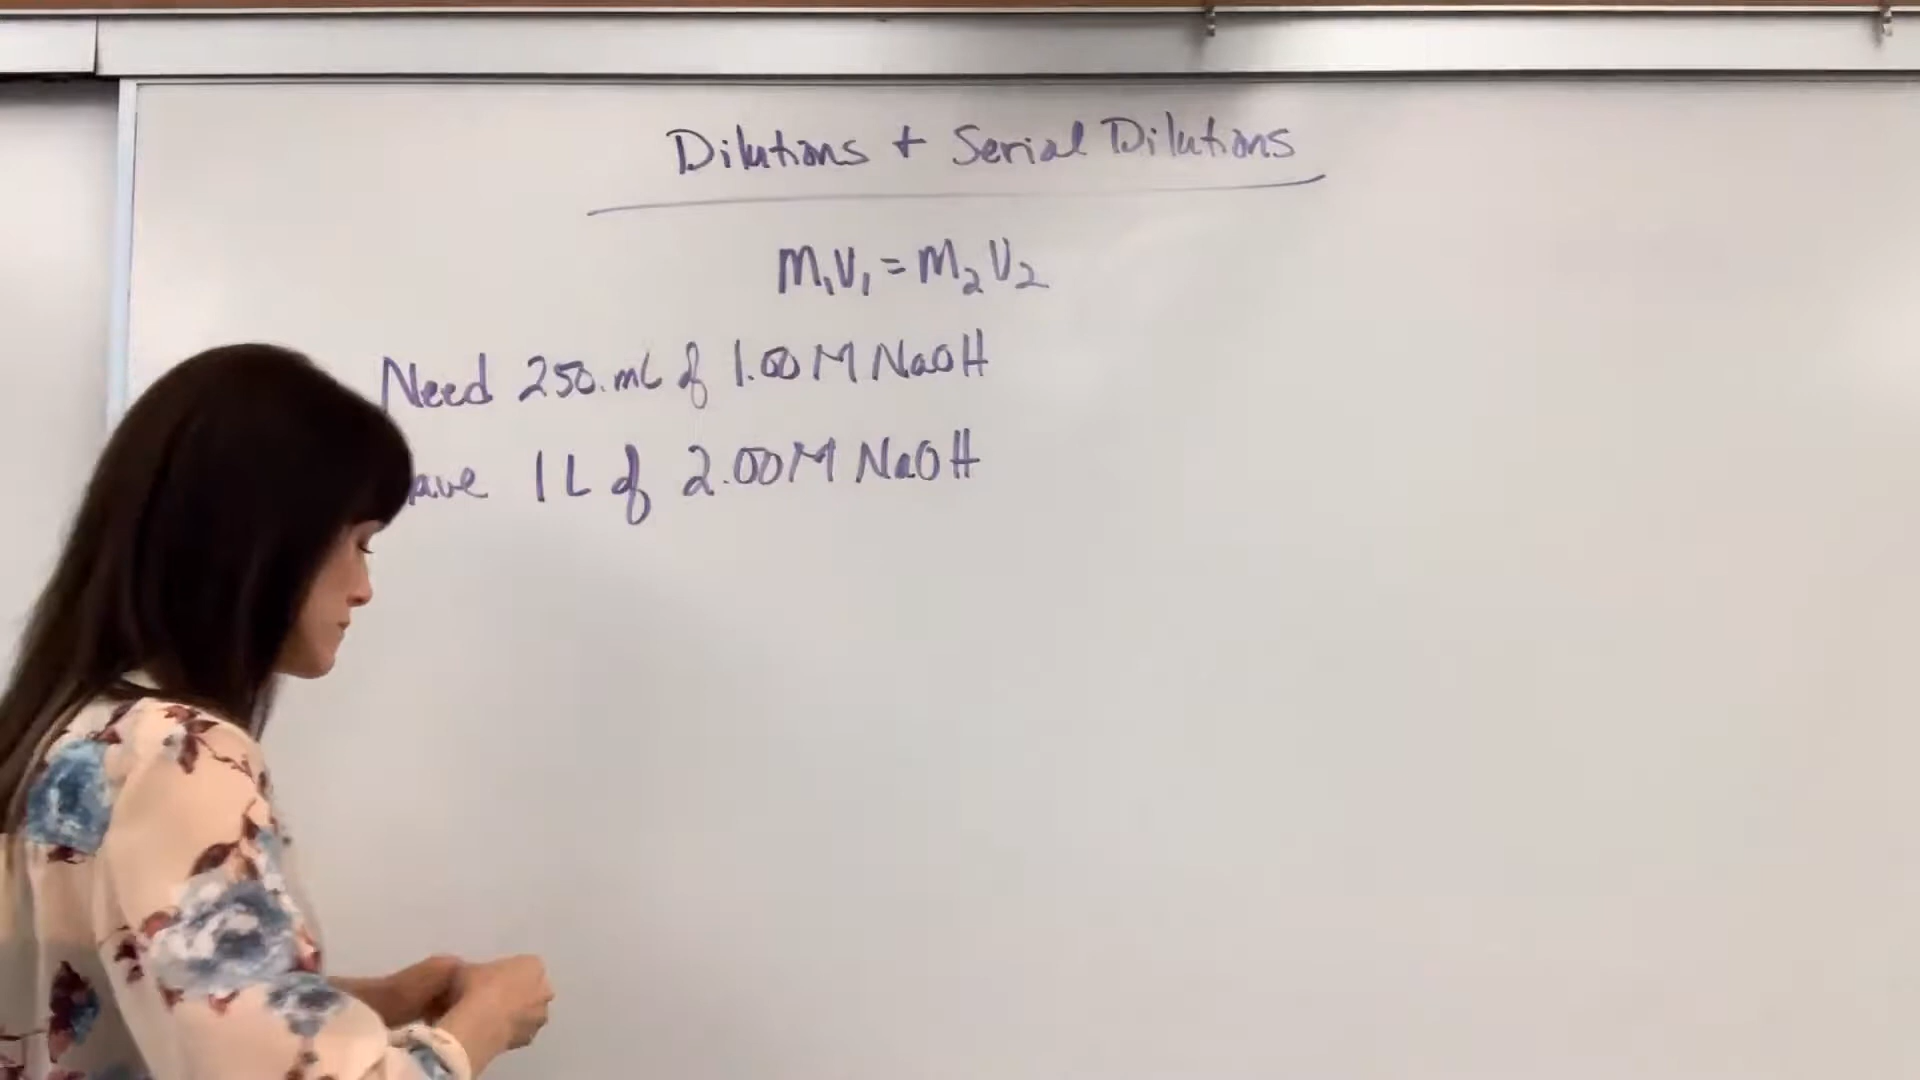 Dilutions + Serial Dilutions
M₁V₁ = M₂V₂
Need 250. mL of 1.00 M NaOH
ave 1 L of 2.00 M NaOH